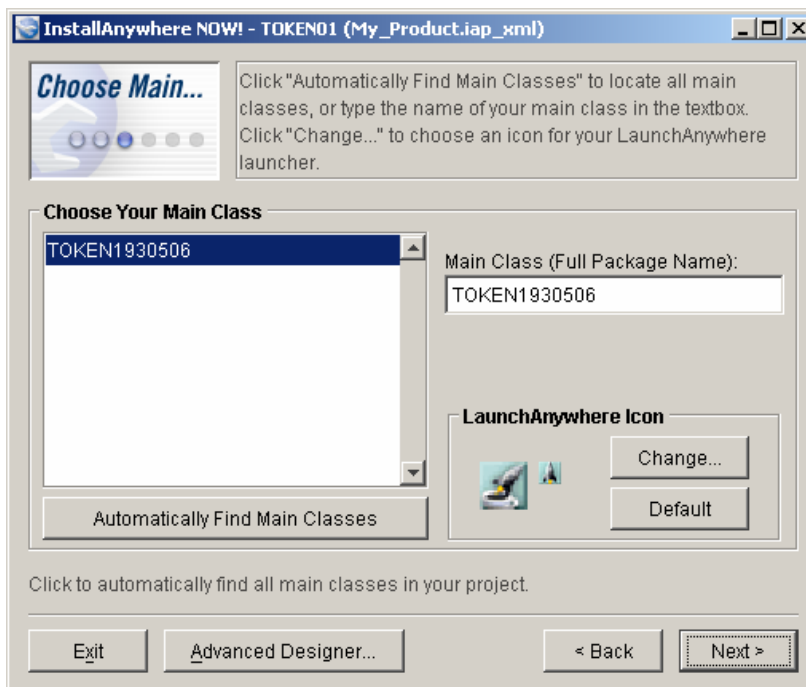 InstallAnywhere NOW! - TOKEN01 (My_Product.iap_xml)
Choose Main...
Click "Automatically Find Main Classes" to locate all main
classes, or type the name of your main class in the textbox.
Click "Change..." to choose an icon for your LaunchAnywhere
launcher.
Choose Your Main Class
TOKEN1930506
Main Class (Full Package Name):
TOKEN1930506
LaunchAnywhere Icon
Change...
Default
Automatically Find Main Classes
Click to automatically find all main classes in your project.
Exit
Advanced Designer...
< Back
Next >